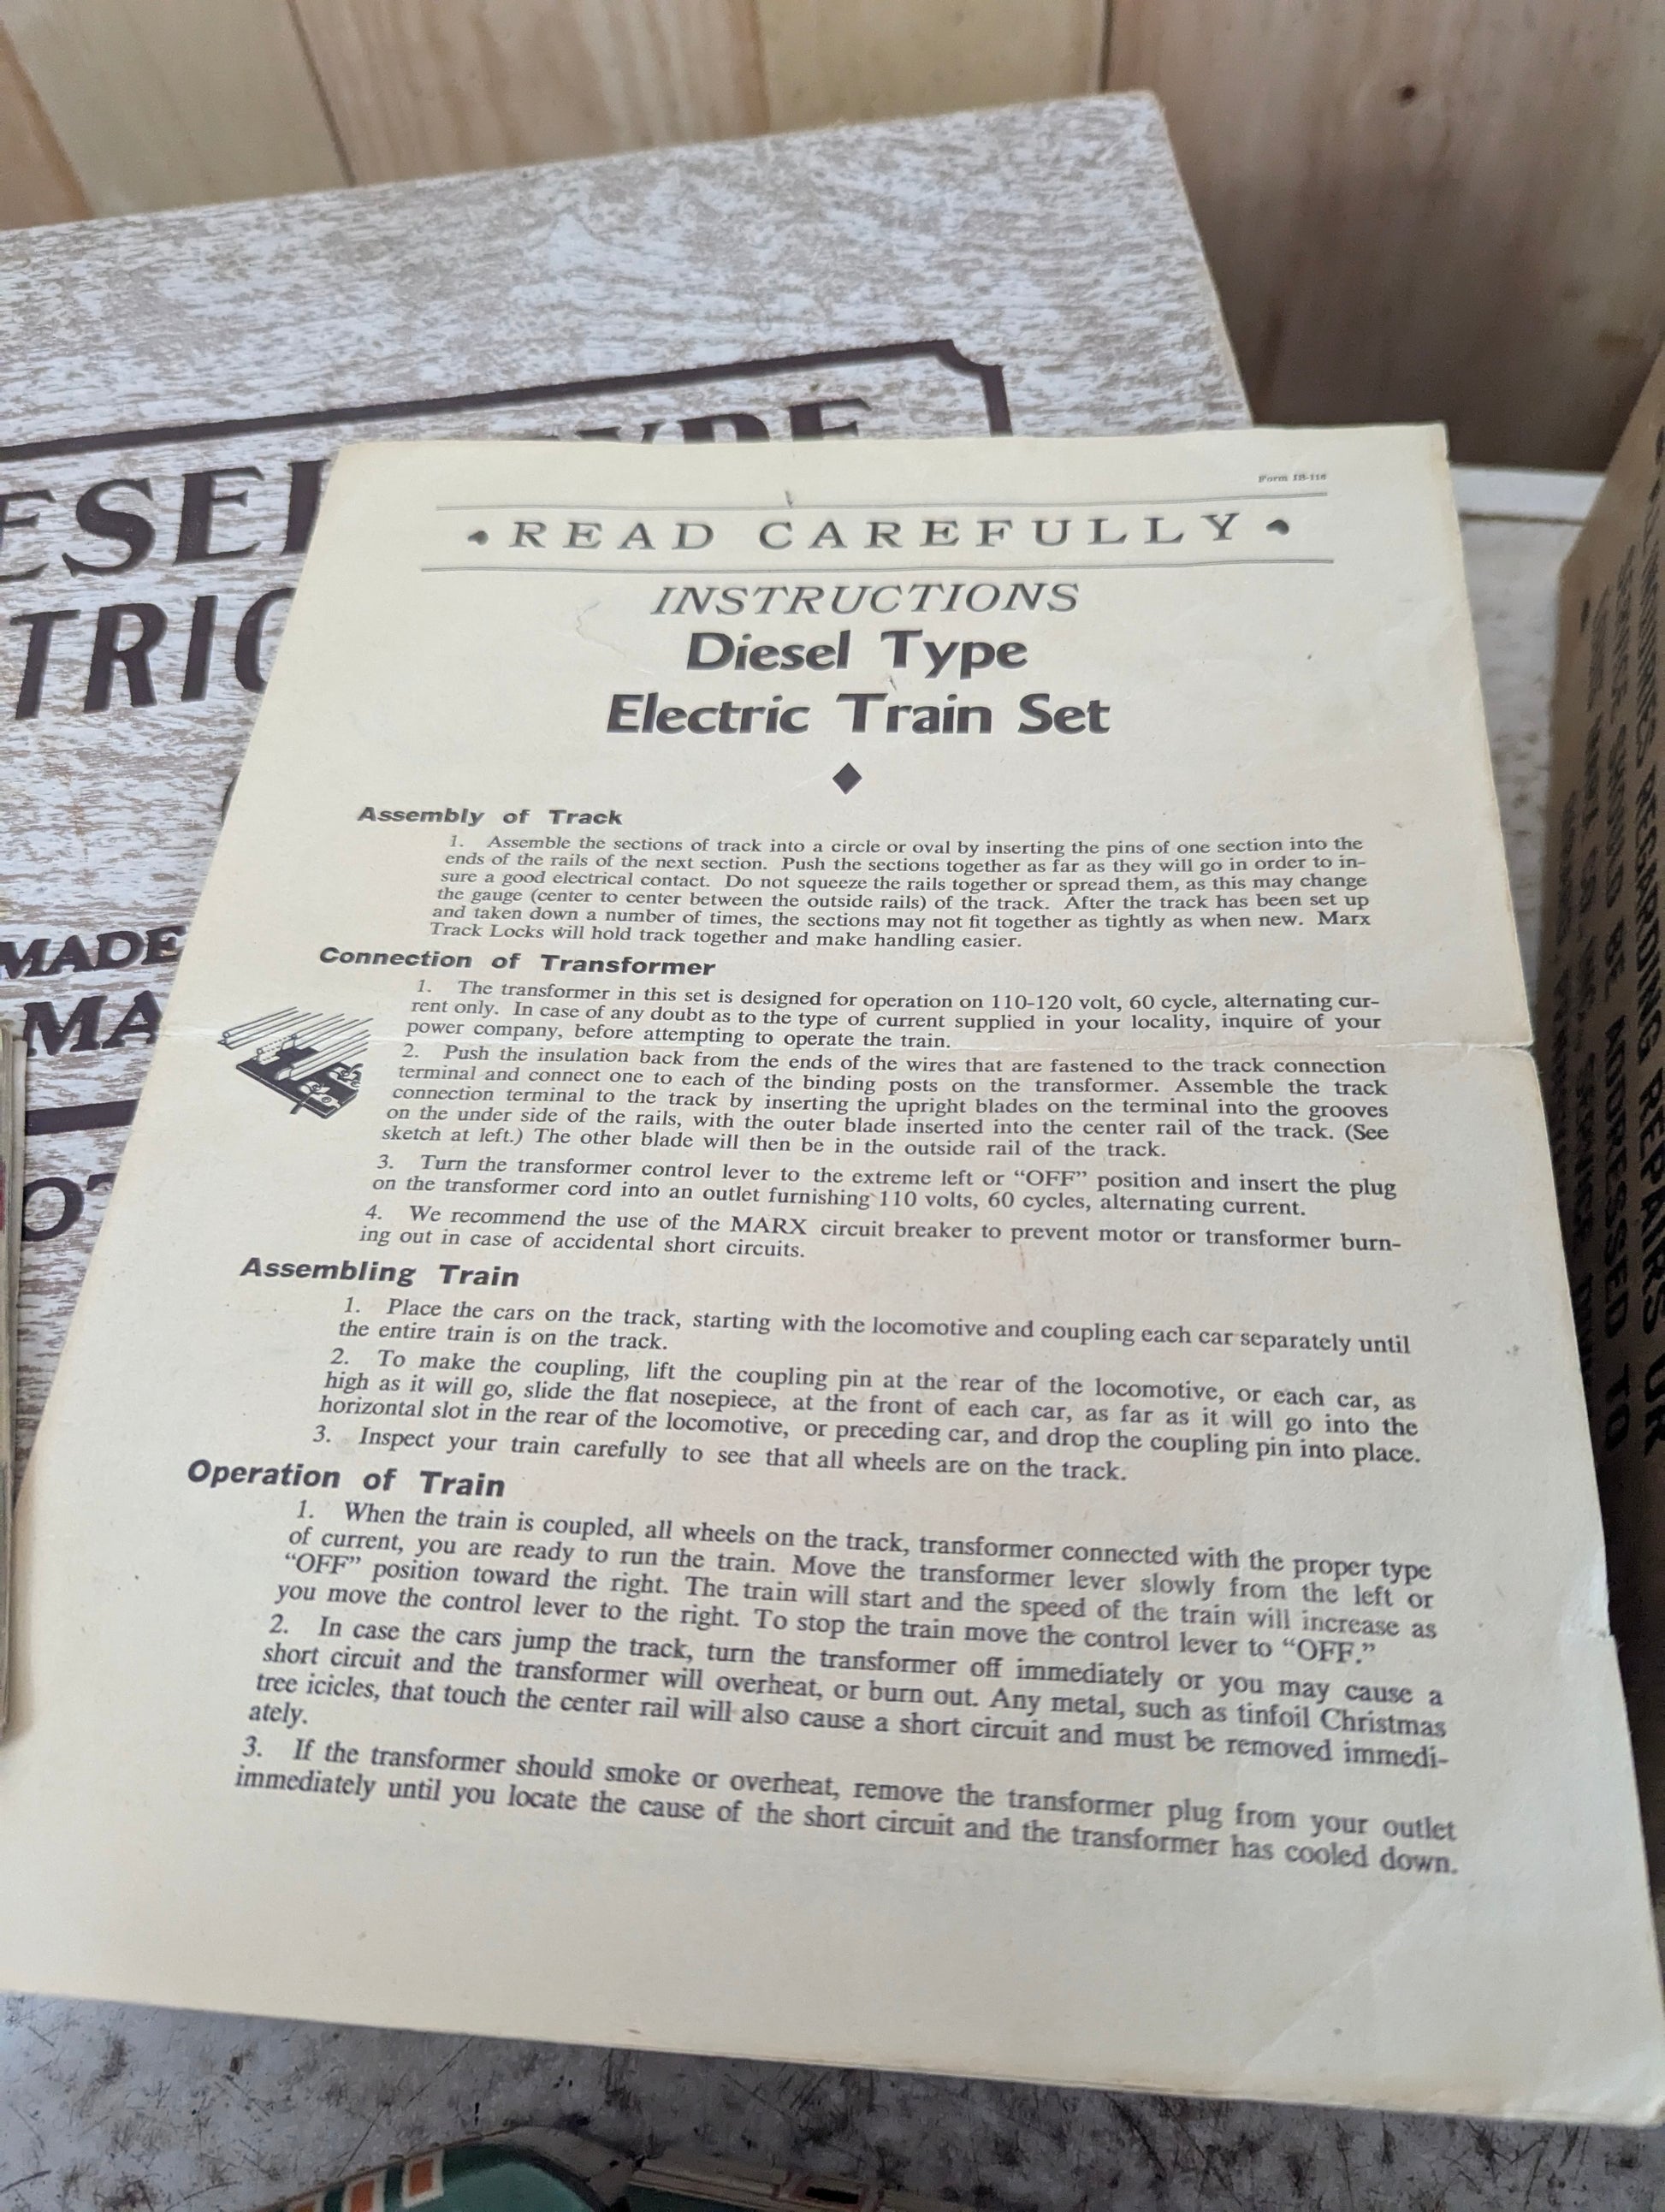 YPE
ESEL
TRIC
MADE
MA
OT
Form IB-116
READ CAREFULLY
INSTRUCTIONS
Diesel Type
Electric Train Set
Assembly of Track
1. Assemble the sections of track into a circle or oval by inserting the pins of one section into the
ends of the rails of the next section. Push the sections together as far as they will go in order to in-
sure a good electrical contact. Do not squeeze the rails together or spread them, as this may change
the gauge (center to center between the outside rails) of the track. After the track has been set up
and taken down a number of times, the sections may not fit together as tightly as when new. Marx
Track Locks will hold track together and make handling easier.
Connection of Transformer
1. The transformer in this set is designed for operation on 110-120 volt, 60 cycle, alternating cur-
rent only. In case of any doubt as to the type of current supplied in your locality, inquire of your
power company, before attempting to operate the train.
2. Push the insulation back from the ends of the wires that are fastened to the track connection
terminal and connect one to each of the binding posts on the transformer. Assemble the track
connection terminal to the track by inserting the upright blades on the terminal into the grooves
on the under side of the rails, with the outer blade inserted into the center rail of the track. (See
sketch at left.) The other blade will then be in the outside rail of the track.
3. Turn the transformer control lever to the extreme left or “OFF” position and insert the plug
on the transformer cord into an outlet furnishing 110 volts, 60 cycles, alternating current.
4. We recommend the use of the MARX circuit breaker to prevent motor or transformer burn-
ing out in case of accidental short circuits.
Assembling Train
1. Place the cars on the track, starting with the locomotive and coupling each car separately until
the entire train is on the track.
2. To make the coupling, lift the coupling pin at the rear of the locomotive, or each car, as
high as it will go, slide the flat nosepiece, at the front of each car, as far as it will go into the
horizontal slot in the rear of the locomotive, or preceding car, and drop the coupling pin into place.
3. Inspect your train carefully to see that all wheels are on the track.
Operation of Train
1. When the train is coupled, all wheels on the track, transformer connected with the proper type
of current, you are ready to run the train. Move the transformer lever slowly from the left or
“OFF” position toward the right. The train will start and the speed of the train will increase as
you move the control lever to the right. To stop the train move the control lever to “OFF.”
2. In case the cars jump the track, turn the transformer off immediately or you may cause a
short circuit and the transformer will overheat, or burn out. Any metal, such as tinfoil Christmas
tree icicles, that touch the center rail will also cause a short circuit and must be removed immedi-
ately.
3. If the transformer should smoke or overheat, remove the transformer plug from your outlet
immediately until you locate the cause of the short circuit and the transformer has cooled down.
REGARDING REPAIRS OR
BE ADDRESSED TO